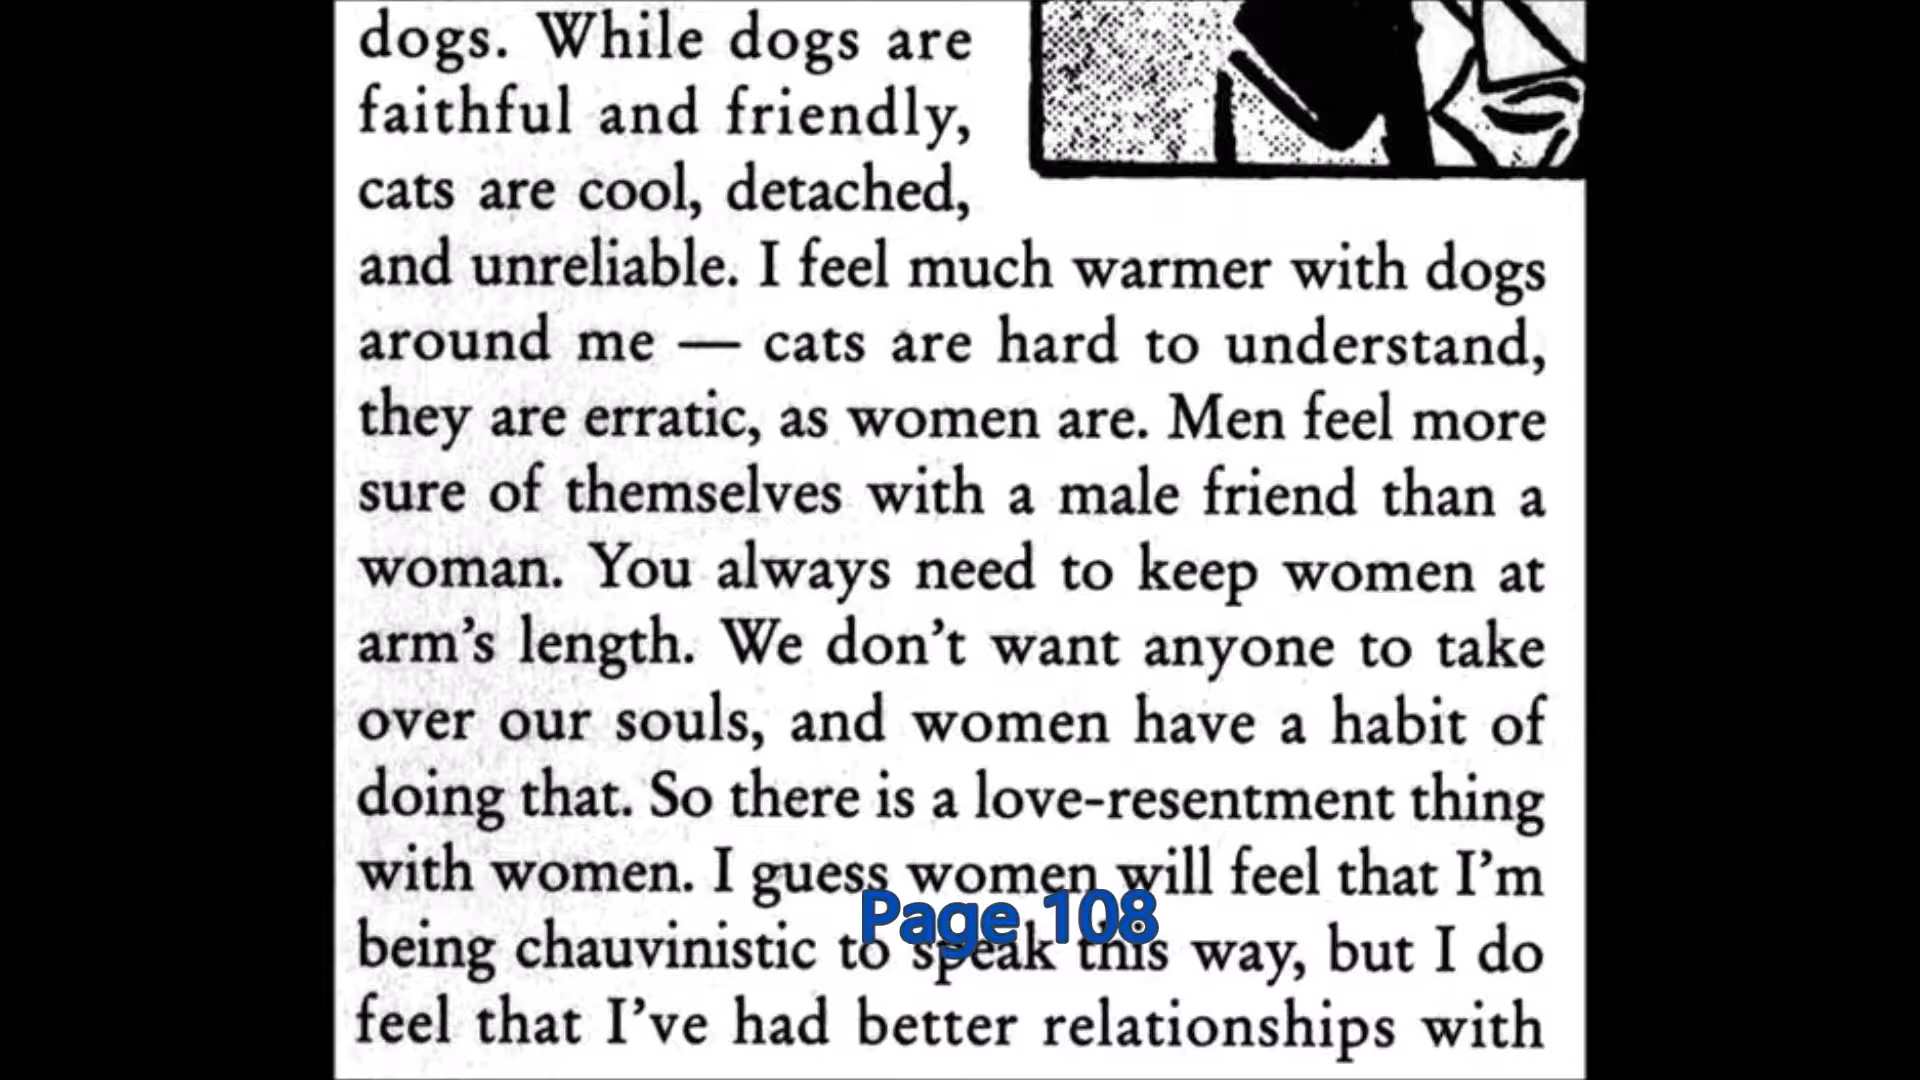 dogs. While dogs are
faithful and friendly,
cats are cool, detached,
and unreliable. I feel much warmer with dogs
around me — cats are hard to understand,
they are erratic, as women are. Men feel more
sure of themselves with a male friend than a
woman. You always need to keep women at
arm’s length. We don’t want anyone to take
over our souls, and women have a habit of
doing that. So there is a love-resentment thing
with women. I guess women will feel that I’m
being chauvinistic to speak this way, but I do
feel that I’ve had better relationships with
Page 108